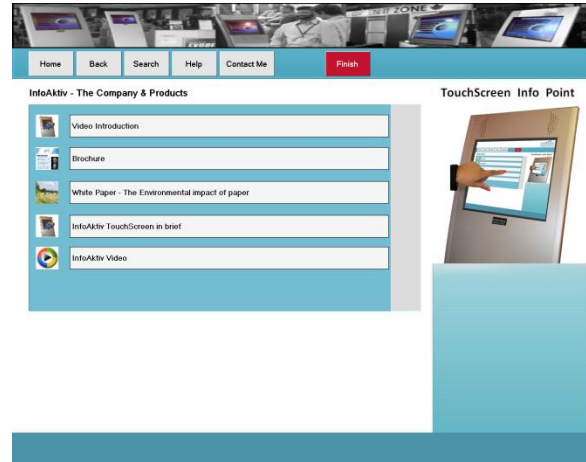 ZONE
Home
Back
Search
Help
Contact Me
Finish
InfoAktiv - The Company & Products
TouchScreen Info Point
Video Introduction
Brochure
White Paper - The Environmental impact of paper
InfoAktiv TouchScreen in brief
InfoAktiv Video